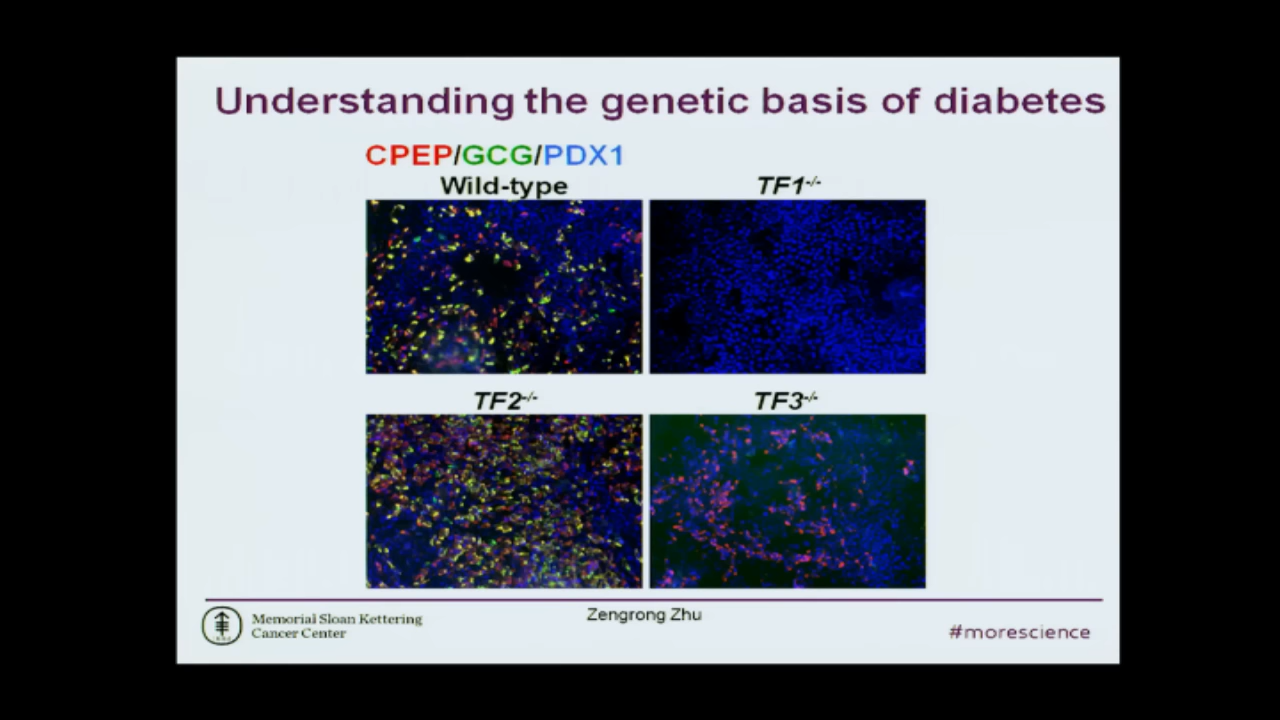 Understanding the genetic basis of diabetes
CPEP/GCG/PDX1
Wild-type
TF1-/-
TF2-/-
TF3-/-
Zengrong Zhu
Memorial Sloan Kettering
Cancer Center
#morescience